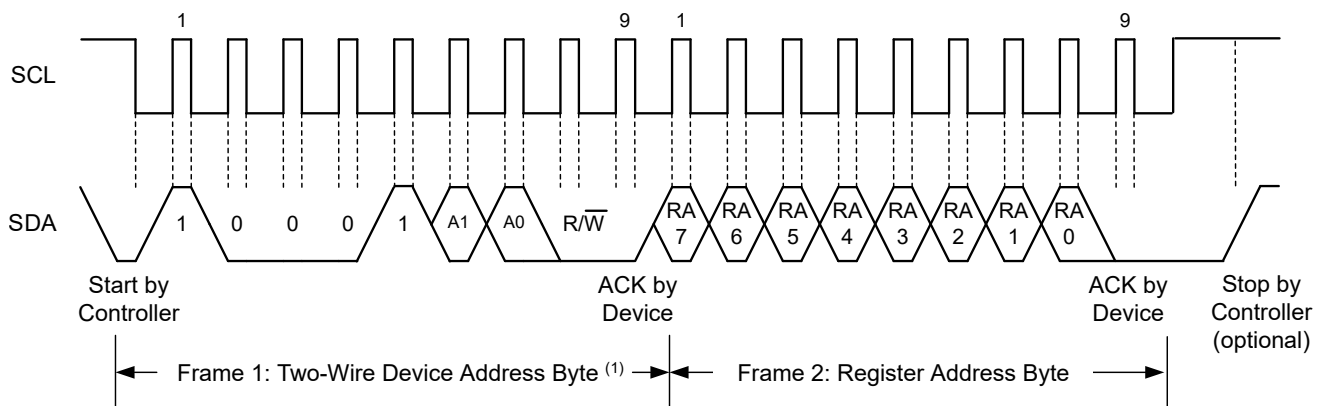 1 9 1 9
SCL
SDA
1 0 0 0 1 A1 A0 R/W̅ RA RA RA RA RA RA RA RA
7 6 5 4 3 2 1 0
Start by ACK by ACK by Stop by
Controller Device Device Controller
(optional)
Frame 1: Two-Wire Device Address Byte (1) Frame 2: Register Address Byte